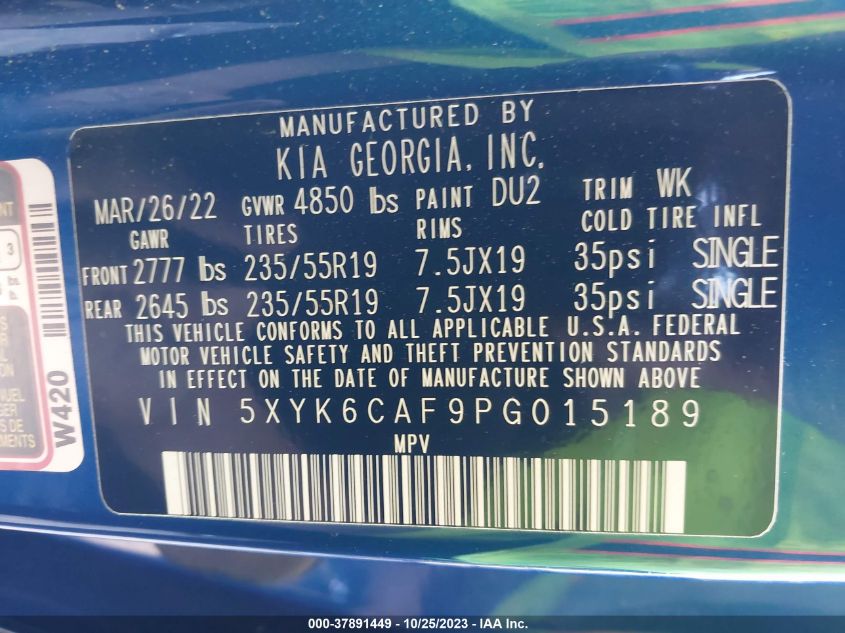 MANUFACTURED BY
KIA GEORGIA, INC.
MAR/26/22 GVWR 4850 lbs PAINT DU2 TRIM WK
GAWR TIRES RIMS COLD TIRE INFL
FRONT 2777 lbs 235/55R19 7.5JX19 35psi SINGLE
REAR 2645 lbs 235/55R19 7.5JX19 35psi SINGLE
THIS VEHICLE CONFORMS TO ALL APPLICABLE U.S.A. FEDERAL
MOTOR VEHICLE SAFETY AND THEFT PREVENTION STANDARDS
IN EFFECT ON THE DATE OF MANUFACTURE SHOWN ABOVE.
VIN 5XYK6CAF9PG015189
MPV
W420
3
000-37891449 - 10/25/2023 - IAA Inc.